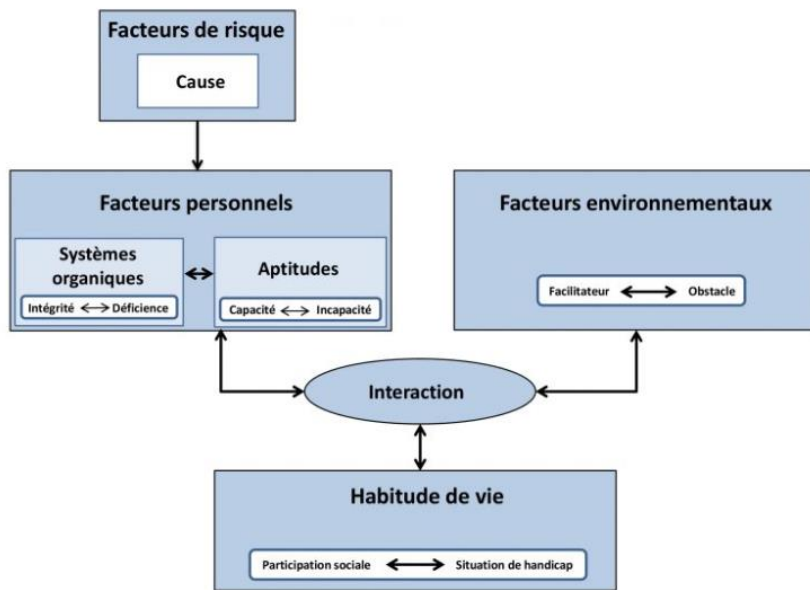 Facteurs de risque
Cause
Facteurs personnels
Systèmes
organiques
Intégrité Déficience
Aptitudes
Capacité Incapacité
Facteurs environnementaux
Facilitateur Obstacle
Interaction
Habitude de vie
Participation sociale Situation de handicap